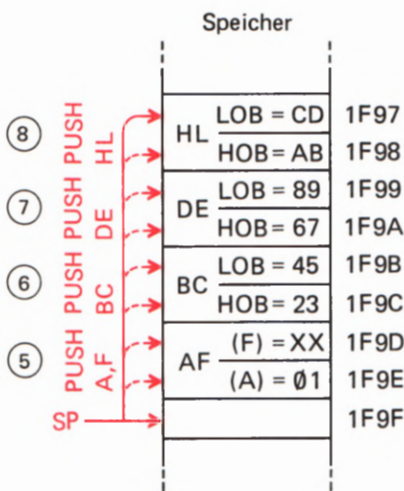 Speicher
8 PUSH HL HL LOB = CD 1F97
HOB = AB 1F98
7 PUSH DE DE LOB = 89 1F99
HOB = 67 1F9A
6 PUSH BC BC LOB = 45 1F9B
HOB = 23 1F9C
5 PUSH A,F AF (F) = XX 1F9D
(A) = Ø1 1F9E
SP 1F9F